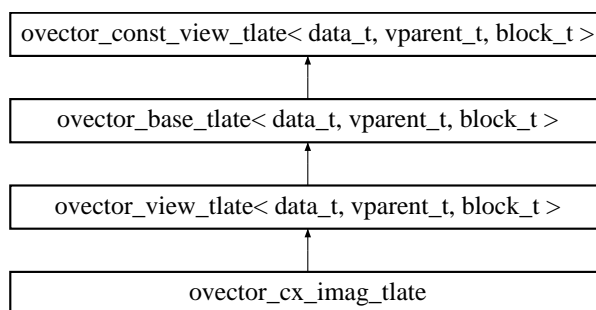 ovector_const_view_tlate< data_t, vparent_t, block_t >
ovector_base_tlate< data_t, vparent_t, block_t >
ovector_view_tlate< data_t, vparent_t, block_t >
ovector_cx_imag_tlate